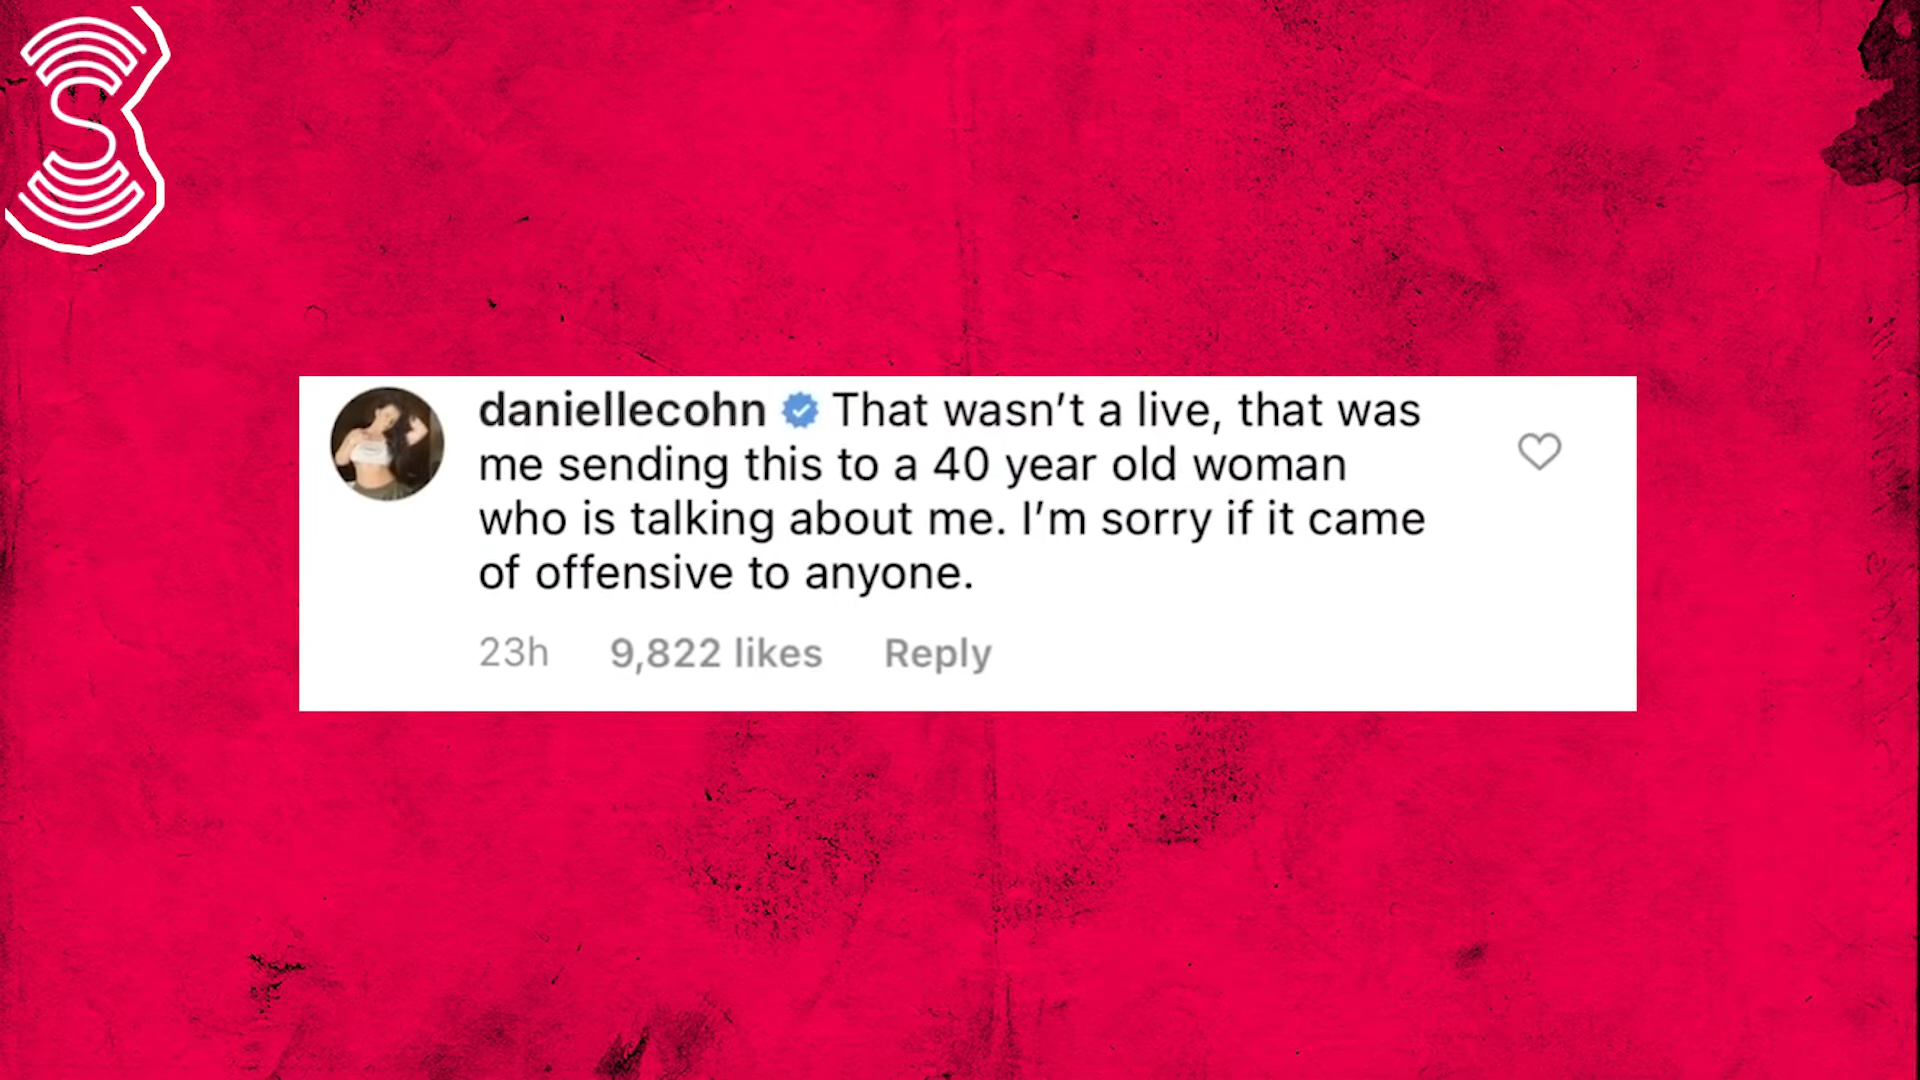 S
daniellecohn That wasn’t a live, that was
me sending this to a 40 year old woman
who is talking about me. I’m sorry if it came
of offensive to anyone.
23h 9,822 likes Reply